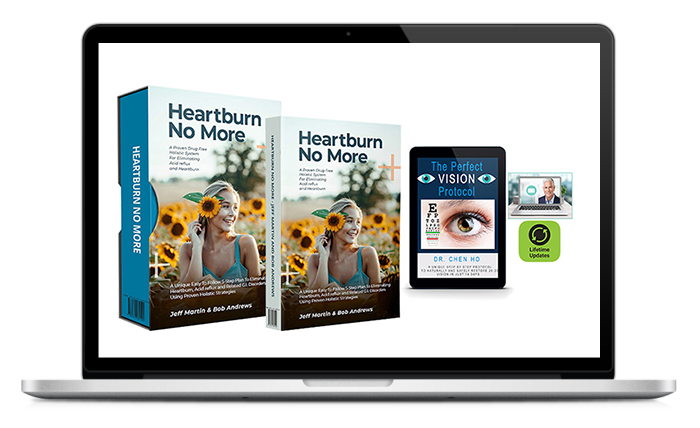 HEARTBURN NO MORE
Heartburn
No More
A Proven Drug-Free
Holistic System
For Eliminating
Acid Reflux
and Heartburn
A Unique Easy To Follow 5-Step Plan To Eliminating
Heartburn, Acid reflux and Related G.I. Disorders
Using Proven Holistic Strategies
Jeff Martin & Bob Andrews
HEARTBURN NO MORE
JEFF MARTIN AND BOB ANDREWS
Heartburn
No More
A Proven Drug-Free
Holistic System
For Eliminating
Acid Reflux
and Heartburn
A Unique Easy To Follow 5-Step Plan To Eliminating
Heartburn, Acid reflux and Related G.I. Disorders
Using Proven Holistic Strategies
Jeff Martin & Bob Andrews
The Perfect
VISION
Protocol
E
F P
T O Z
DR. CHEN HO
A UNIQUE STEP BY STEP PROTOCOL
TO NATURALLY AND SAFELY RESTORE 20/20
VISION IN JUST 14 DAYS
Lifetime
Updates